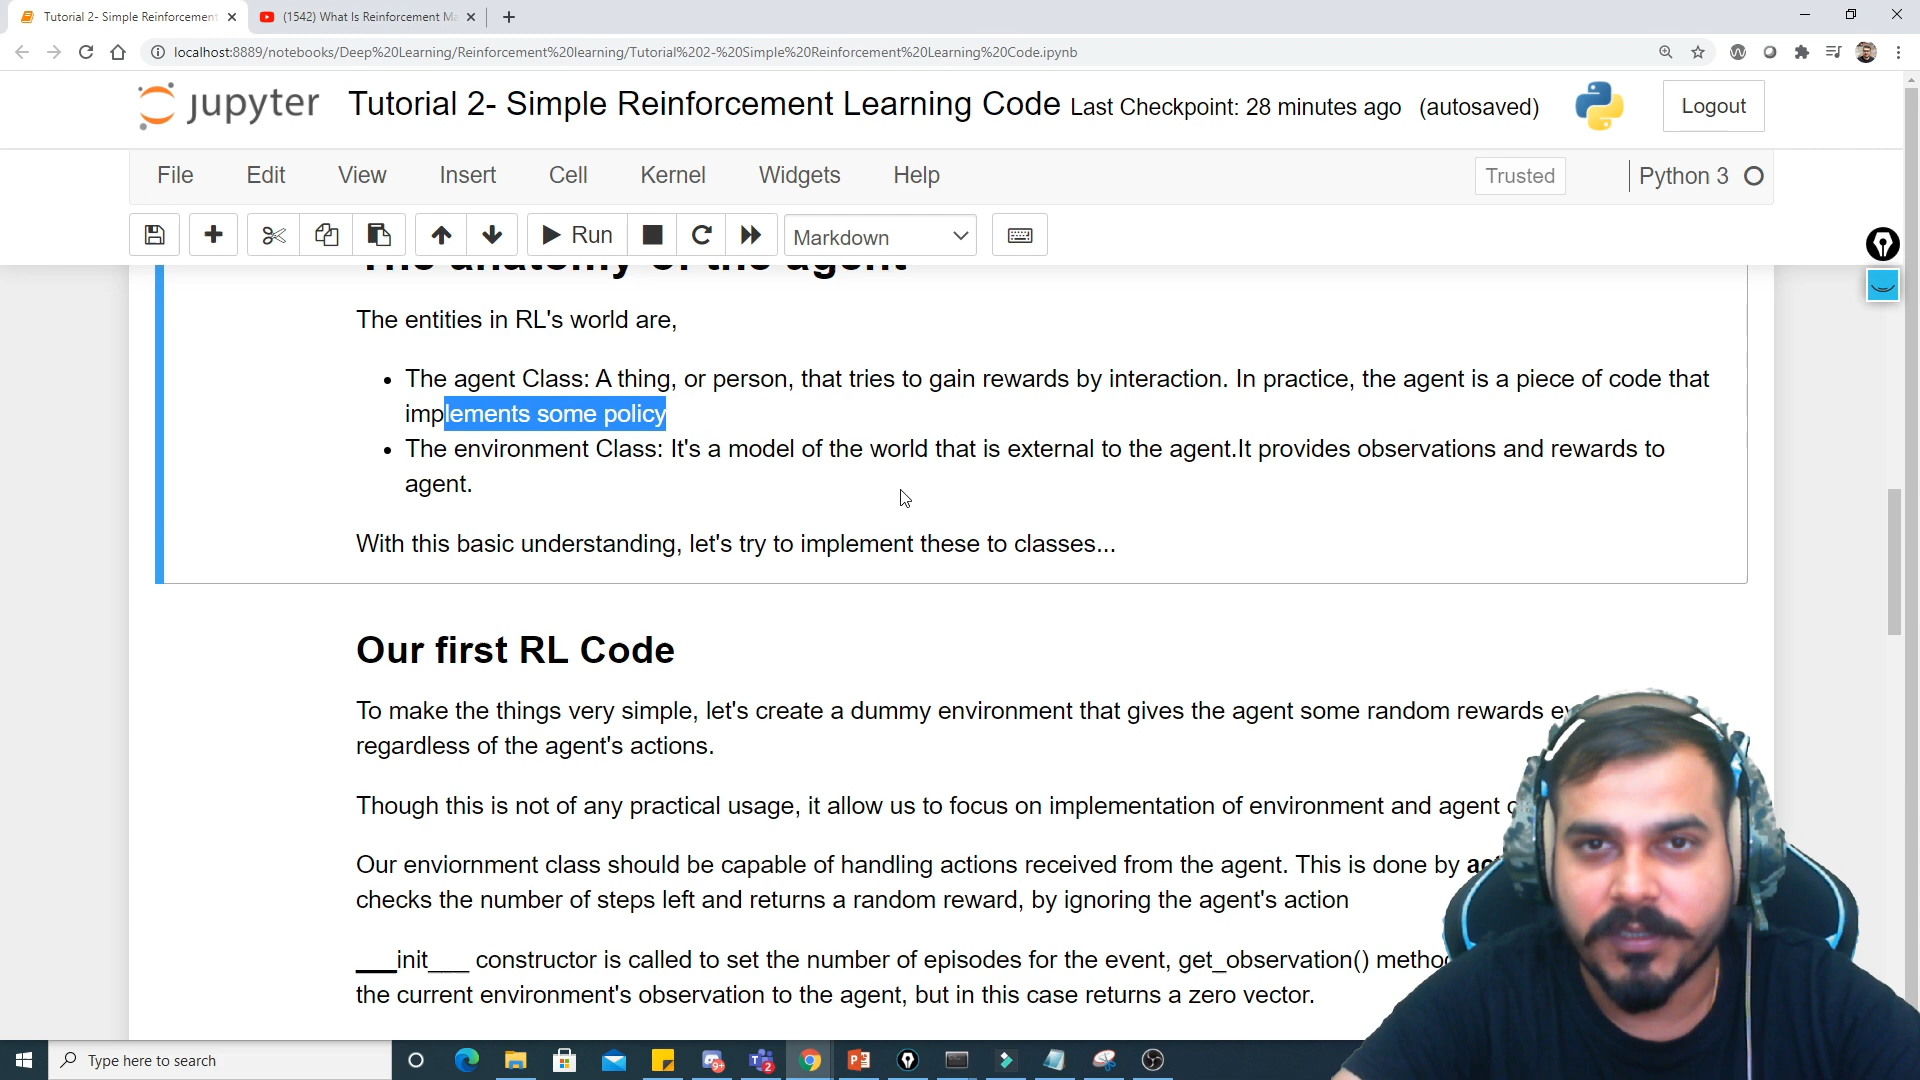 Tutorial 2- Simple Reinforcement
(1542) What Is Reinforcement Ma
localhost:8889/notebooks/Deep%20Learning/Reinforcement%20learning/Tutorial%202-%20Simple%20Reinforcement%20Learning%20Code.ipynb
jupyter Tutorial 2- Simple Reinforcement Learning Code Last Checkpoint: 28 minutes ago (autosaved)
Logout
File Edit View Insert Cell Kernel Widgets Help
Trusted
Python 3
Run
Markdown
The anatomy of the agent
The entities in RL's world are,
• The agent Class: A thing, or person, that tries to gain rewards by interaction. In practice, the agent is a piece of code that
implements some policy
• The environment Class: It's a model of the world that is external to the agent.It provides observations and rewards to
agent.
With this basic understanding, let's try to implement these to classes...
Our first RL Code
To make the things very simple, let's create a dummy environment that gives the agent some random rewards
regardless of the agent's actions.
Though this is not of any practical usage, it allow us to focus on implementation of environment and agent
Our enviornment class should be capable of handling actions received from the agent. This is done by
checks the number of steps left and returns a random reward, by ignoring the agent's action
___init___ constructor is called to set the number of episodes for the event, get_observation()
the current environment's observation to the agent, but in this case returns a zero vector.
Type here to search
9+
2